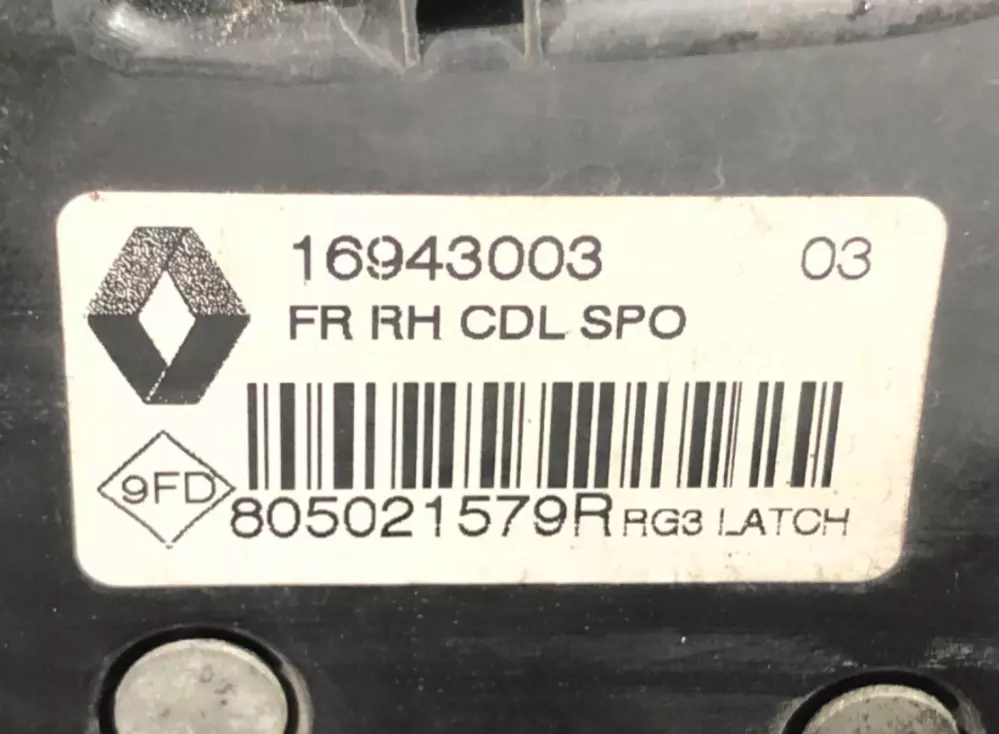 16943003 03
FR RH CDL SPO
9FD
805021579R RG3 LATCH